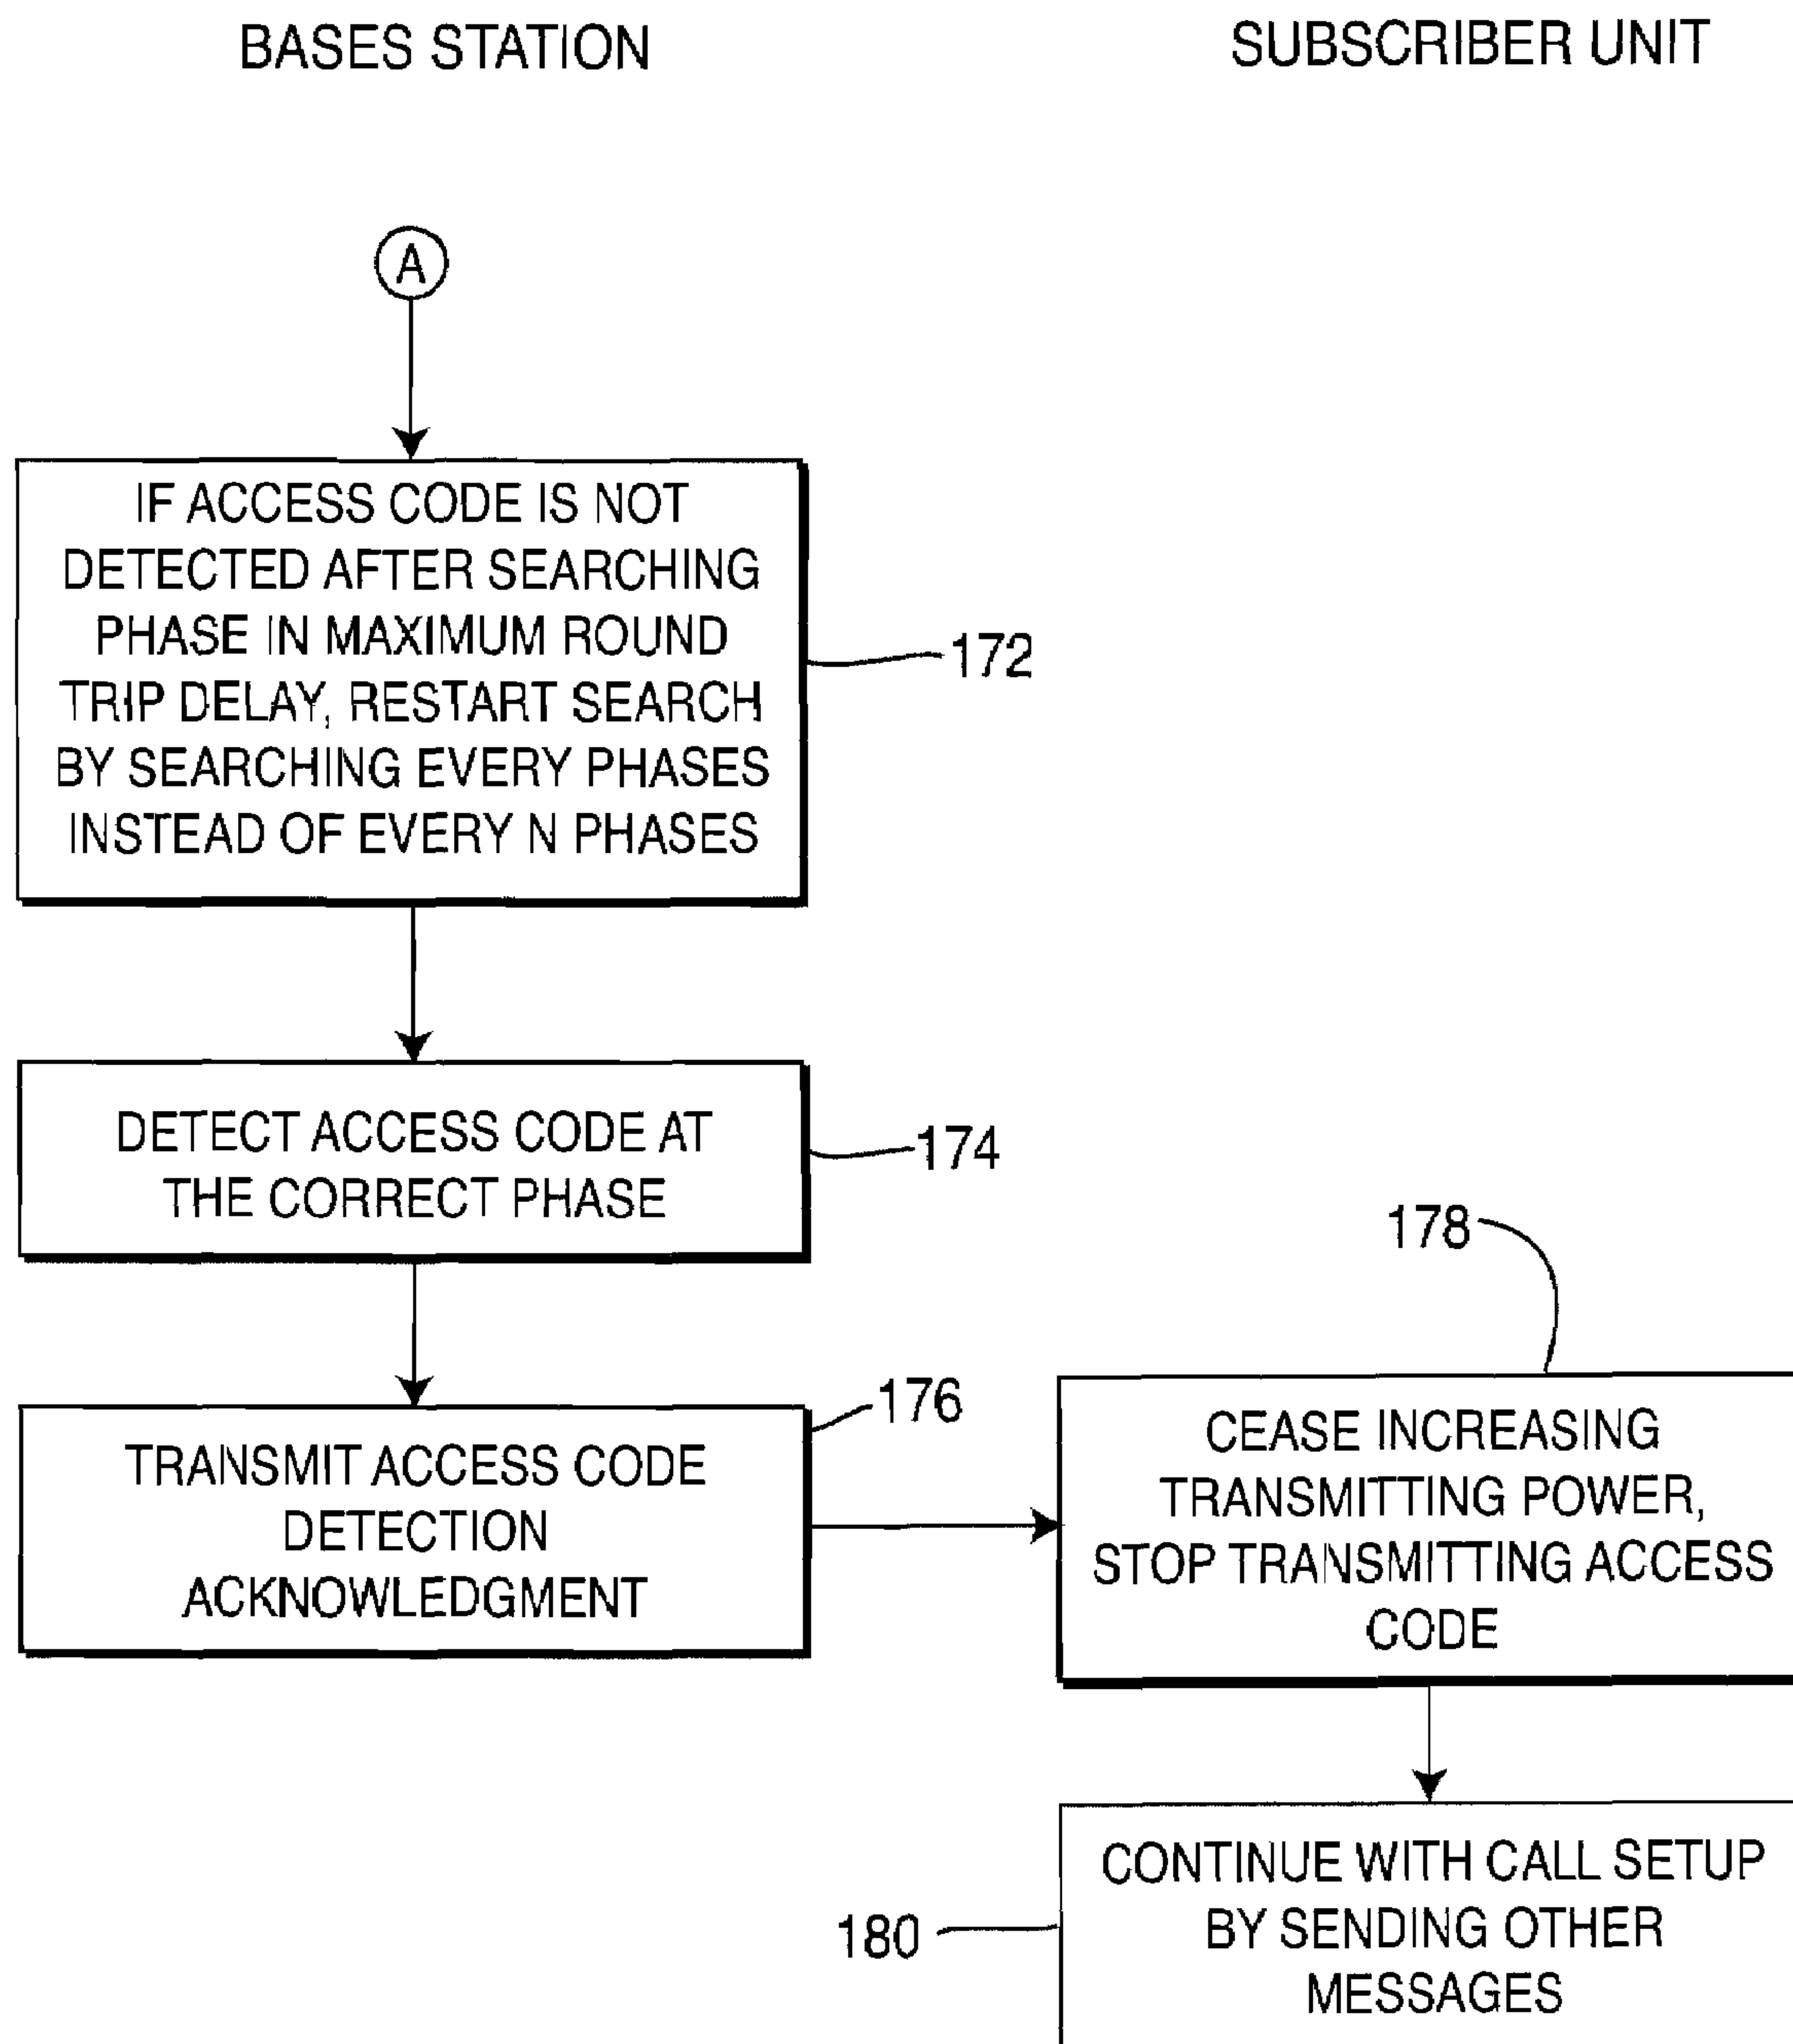 BASES STATION
SUBSCRIBER UNIT
A
IF ACCESS CODE IS NOT
DETECTED AFTER SEARCHING
PHASE IN MAXIMUM ROUND
TRIP DELAY, RESTART SEARCH
BY SEARCHING EVERY PHASES
INSTEAD OF EVERY N PHASES
172
DETECT ACCESS CODE AT
THE CORRECT PHASE
174
TRANSMIT ACCESS CODE
DETECTION
ACKNOWLEDGMENT
176
178
CEASE INCREASING
TRANSMITTING POWER,
STOP TRANSMITTING ACCESS
CODE
180
CONTINUE WITH CALL SETUP
BY SENDING OTHER
MESSAGES